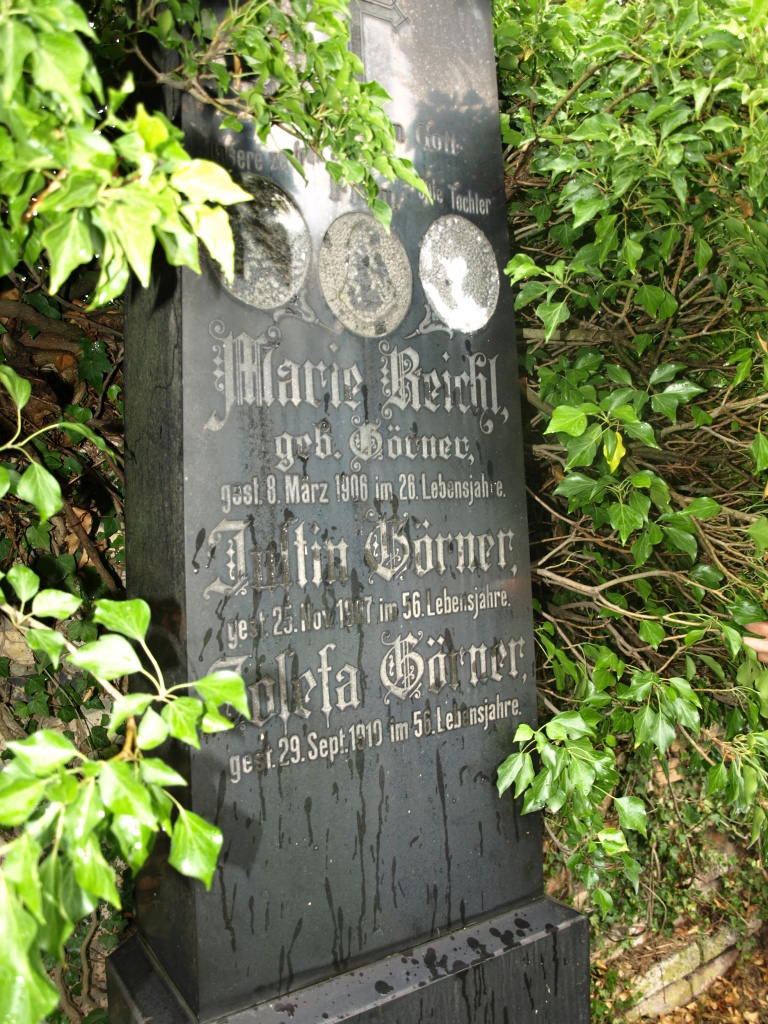 Gott
Tochter
Marie Reichl,
geb. Görner,
gest. 8. März 1906 im 26. Lebensjahre.
Justin Görner,
gest. 25. Nov. 1907 im 56. Lebensjahre.
Josefa Görner,
gest. 29. Sept. 1910 im 56. Lebensjahre.